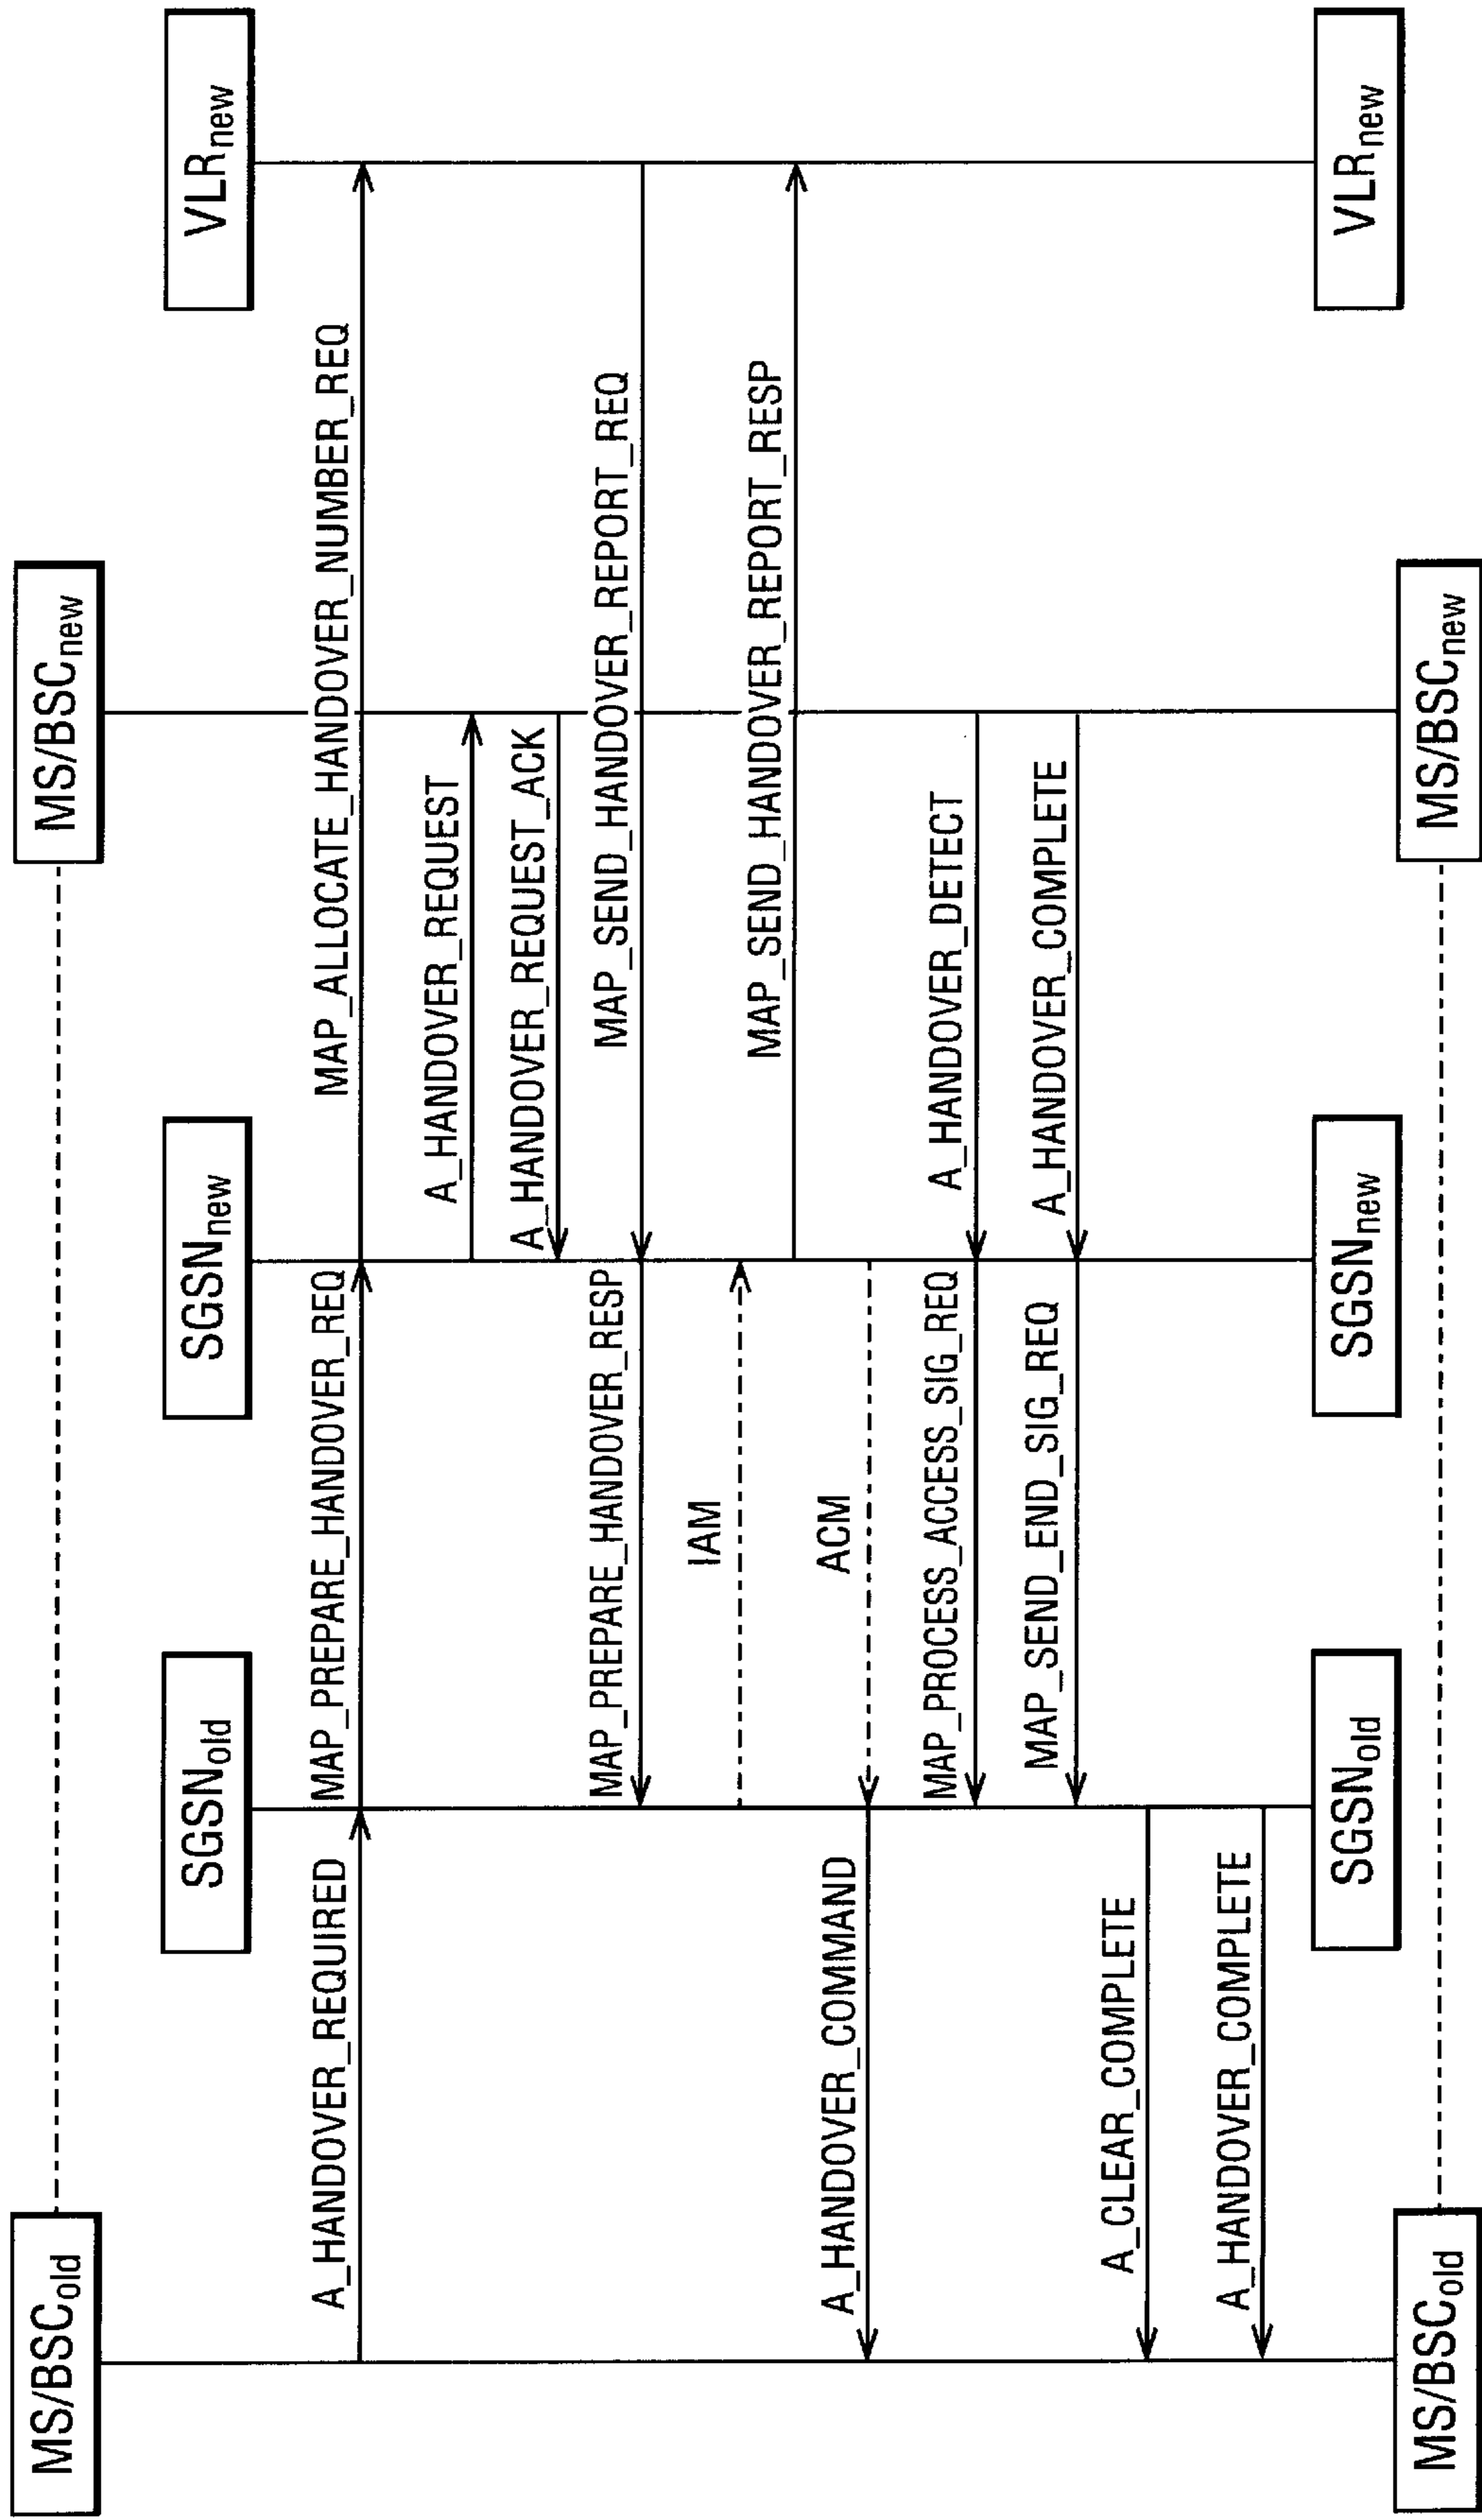 MS/BSCold
MS/BSCnew
SGSNold
SGSNnew
VLRnew
A_HANDOVER_REQUIRED
MAP_PREPARE_HANDOVER_REQ
MAP_ALLOCATE_HANDOVER_NUMBER_REQ
A_HANDOVER_REQUEST
A_HANDOVER_REQUEST_ACK
MAP_PREPARE_HANDOVER_RESP
MAP_SEND_HANDOVER_REPORT_REQ
IAM
MAP_SEND_HANDOVER_REPORT_RESP
A_HANDOVER_COMMAND
ACM
MAP_PROCESS_ACCESS_SIG_REQ
A_HANDOVER_DETECT
MAP_SEND_END_SIG_REQ
A_HANDOVER_COMPLETE
A_CLEAR_COMPLETE
A_HANDOVER_COMPLETE
SGSNold
SGSNnew
VLRnew
MS/BSCold
MS/BSCnew